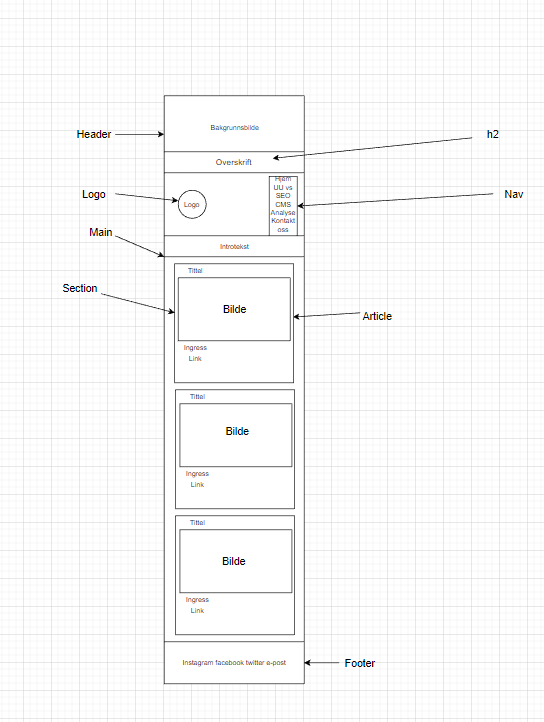 Bakgrunnsbilde
Header
h2
Overskrift
Logo
Logo
Hjem
UU vs
SEO
CMS
Analyse
Kontakt
oss
Nav
Main
Introtekst
Tittel
Section
Bilde
Article
Ingress
Link
Tittel
Bilde
Ingress
Link
Tittel
Bilde
Ingress
Link
Instagram facebook twitter e-post
Footer